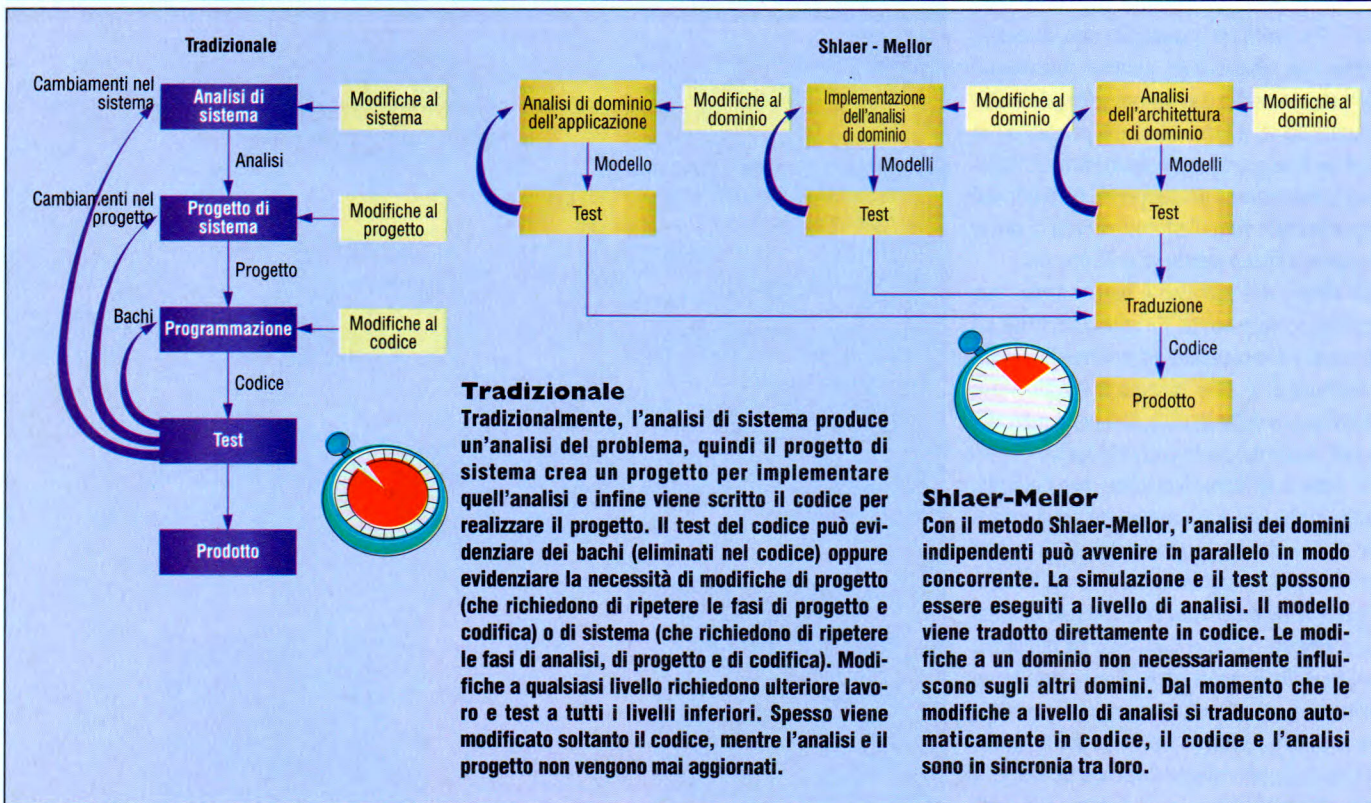 Tradizionale
Cambiamenti nel
sistema
Analisi di
sistema
Modifiche al
sistema
Analisi
Cambiamenti nel
progetto
Progetto di
sistema
Modifiche al
progetto
Progetto
Bachi
Programmazione
Modifiche al
codice
Codice
Test
Prodotto
Shlaer - Mellor
Analisi di dominio
dell'applicazione
Modifiche al
dominio
Modello
Test
Implementazione
dell'analisi
di dominio
Modifiche al
dominio
Modelli
Test
Analisi
dell'architettura
di dominio
Modifiche al
dominio
Modelli
Test
Traduzione
Codice
Prodotto
Tradizionale
Tradizionalmente, l'analisi di sistema produce
un'analisi del problema, quindi il progetto di
sistema crea un progetto per implementare
quell'analisi e infine viene scritto il codice per
realizzare il progetto. Il test del codice può evi-
denziare dei bachi (eliminati nel codice) oppure
evidenziare la necessità di modifiche di progetto
(che richiedono di ripetere le fasi di progetto e
codifica) o di sistema (che richiedono di ripetere
le fasi di analisi, di progetto e di codifica). Modi-
fiche a qualsiasi livello richiedono ulteriore lavo-
ro e test a tutti i livelli inferiori. Spesso viene
modificato soltanto il codice, mentre l'analisi e il
progetto non vengono mai aggiornati.
Shlaer-Mellor
Con il metodo Shlaer-Mellor, l'analisi dei domini
indipendenti può avvenire in parallelo in modo
concorrente. La simulazione e il test possono
essere eseguiti a livello di analisi. Il modello
viene tradotto direttamente in codice. Le modi-
fiche a un dominio non necessariamente influi-
scono sugli altri domini. Dal momento che le
modifiche a livello di analisi si traducono auto-
maticamente in codice, il codice e l'analisi
sono in sincronia tra loro.